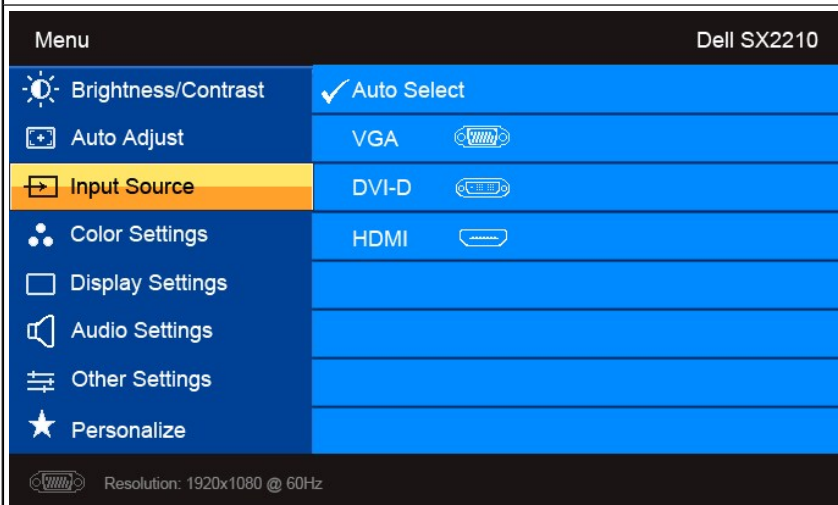 Menu Dell SX2210
Brightness/Contrast Auto Select
Auto Adjust VGA
Input Source DVI-D
Color Settings HDMI
Display Settings
Audio Settings
Other Settings
Personalize
Resolution: 1920x1080 @ 60Hz